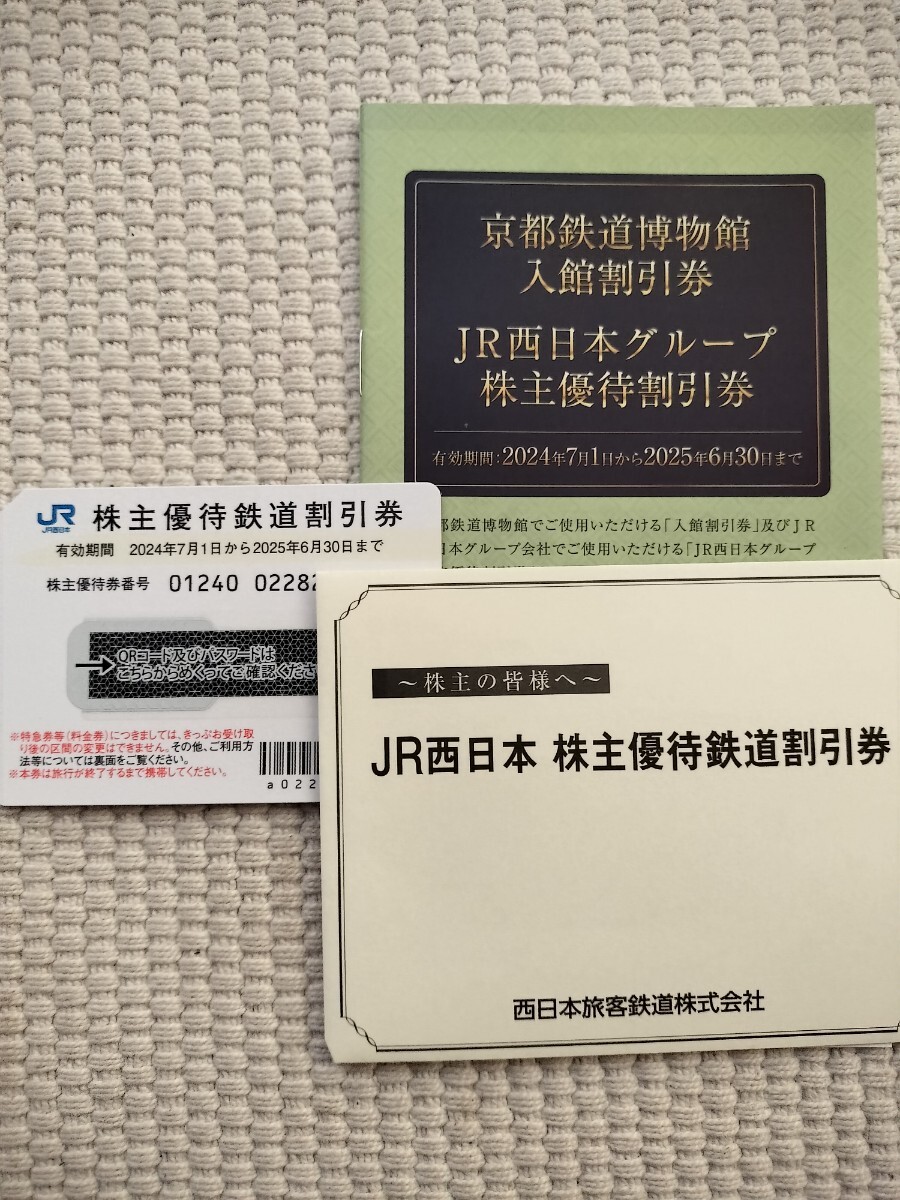 京都鉄道博物館
入館割引券
JR西日本グループ
株主優待割引券
有効期間：2024年7月1日から2025年6月30日まで
都鉄道博物館でご使用いただける「入館割引券」及びJR
日本グループ会社でご使用いただける「JR西日本グループ
JR
JR西日本
株主優待鉄道割引券
有効期間 2024年7月1日から2025年6月30日まで
株主優待券番号 01240 02282
QRコード及びパスワードは
こちらからめくってご確認くださ
※特急券等（料金券）につきましては、きっぷお受け取
り後の区間の変更はできません。その他、ご利用方
法等については裏面をご覧ください。
※本券は旅行が終了するまで携帯してください。
a022
～株主の皆様へ～
JR西日本 株主優待鉄道割引券
西日本旅客鉄道株式会社